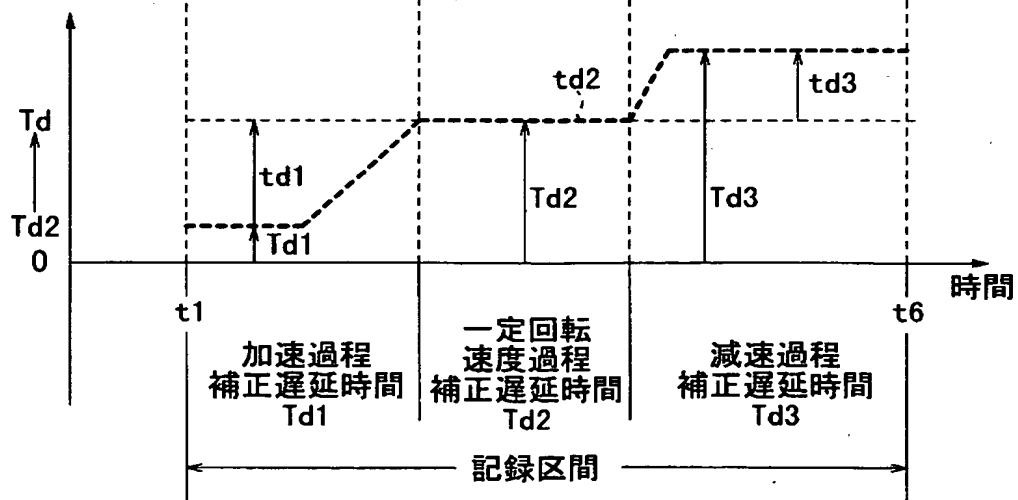 td2
td3
Td
td1
Td2
Td3
Td2
Td1
0
時間
t1
t6
加速過程
補正遅延時間
Td1
一定回転
速度過程
補正遅延時間
Td2
減速過程
補正遅延時間
Td3
記録区間